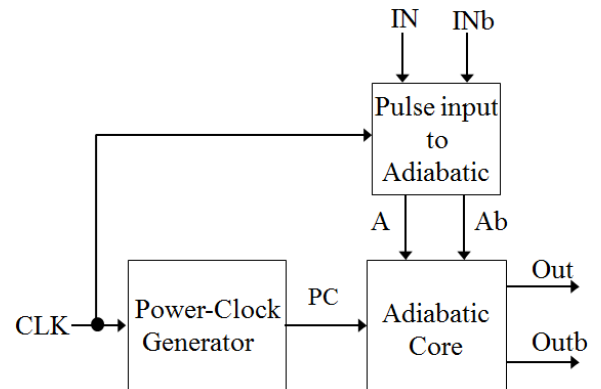 IN
INb
Pulse input
to
Adiabatic
A
Ab
CLK
Power-Clock
Generator
PC
Adiabatic
Core
Out
Outb